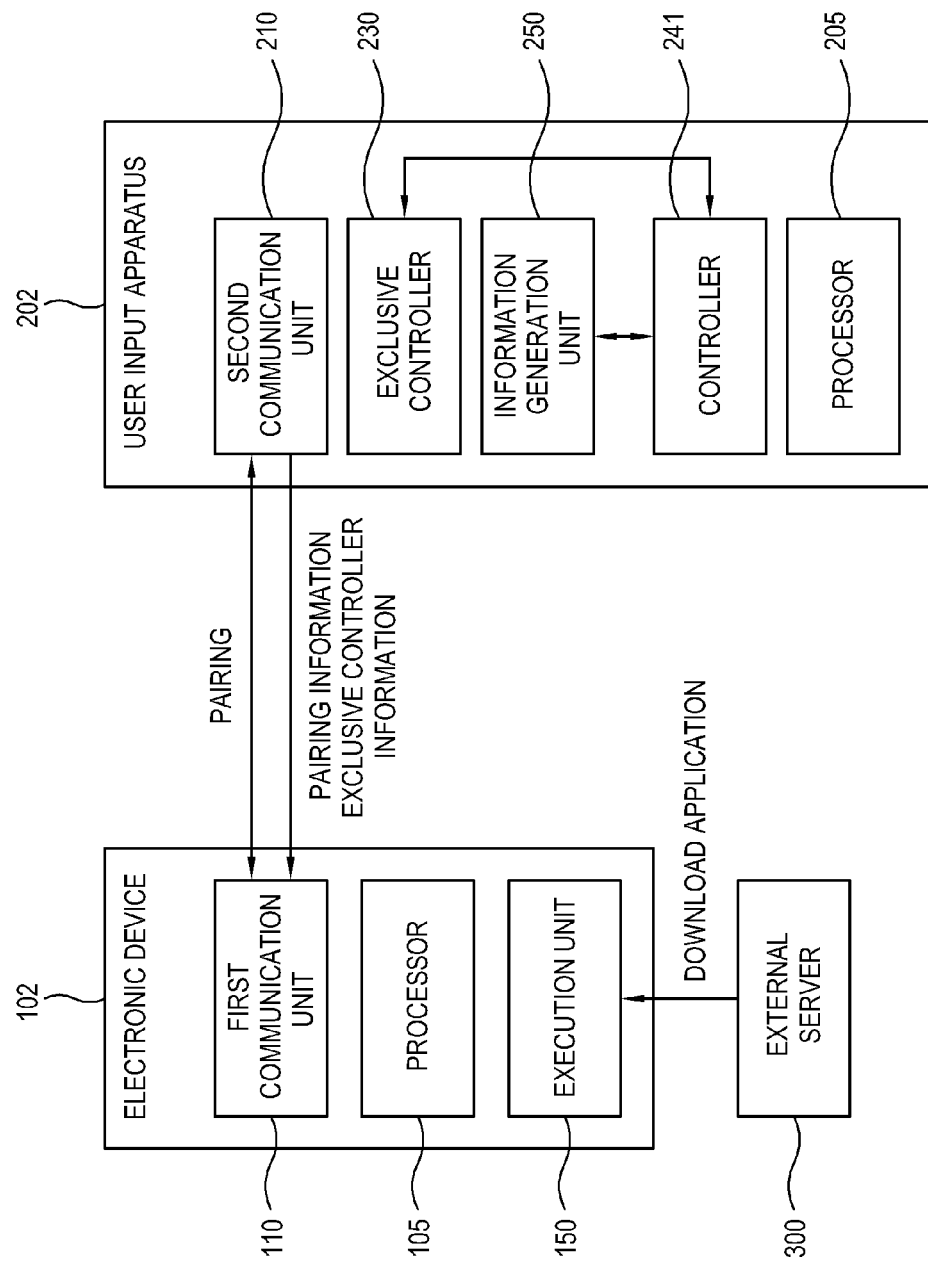 102
ELECTRONIC DEVICE
FIRST
COMMUNICATION
UNIT
110
PROCESSOR
105
EXECUTION UNIT
150
DOWNLOAD APPLICATION
EXTERNAL
SERVER
300
PAIRING
PAIRING INFORMATION
EXCLUSIVE CONTROLLER
INFORMATION
202
USER INPUT APPARATUS
SECOND
COMMUNICATION
UNIT
210
EXCLUSIVE
CONTROLLER
230
INFORMATION
GENERATION
UNIT
250
CONTROLLER
241
PROCESSOR
205